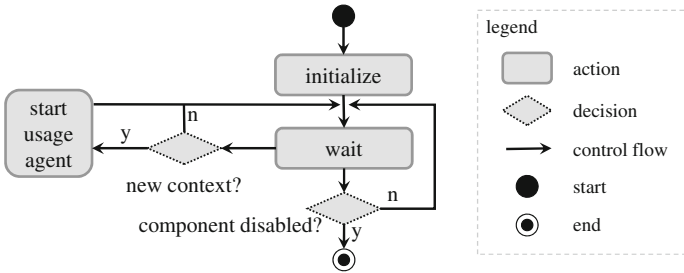 legend
initialize
action
start
usage
agent
n
decision
y
wait
control flow
new context?
n
start
component disabled?
y
end